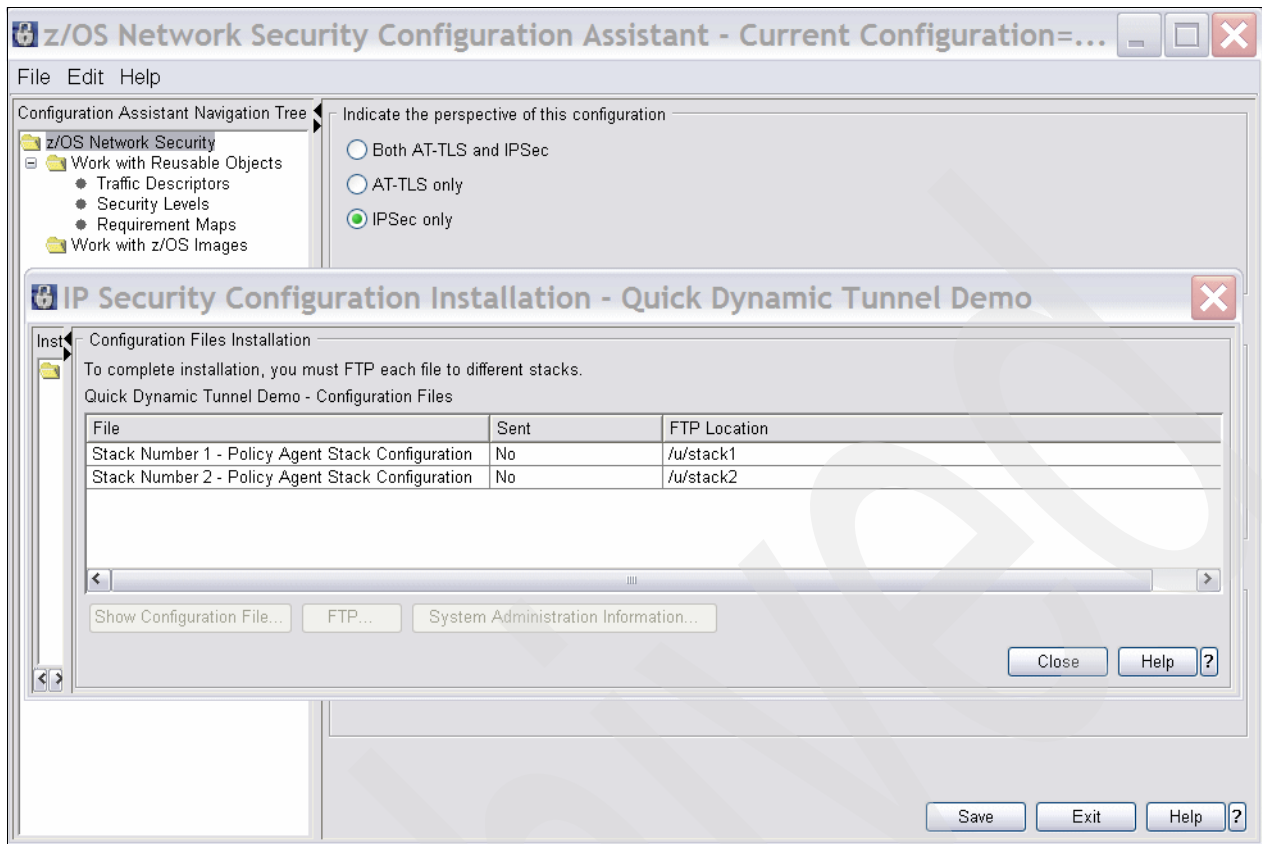 z/OS Network Security Configuration Assistant - Current Configuration=...
File Edit Help
Configuration Assistant Navigation Tree
z/OS Network Security
Work with Reusable Objects
Traffic Descriptors
Security Levels
Requirement Maps
Work with z/OS Images
Indicate the perspective of this configuration
Both AT-TLS and IPSec
AT-TLS only
IPSec only
IP Security Configuration Installation - Quick Dynamic Tunnel Demo
Inst
Configuration Files Installation
To complete installation, you must FTP each file to different stacks.
Quick Dynamic Tunnel Demo - Configuration Files
File Sent FTP Location
Stack Number 1 - Policy Agent Stack Configuration No /u/stack1
Stack Number 2 - Policy Agent Stack Configuration No /u/stack2
Show Configuration File... FTP... System Administration Information...
Close Help ?
Save Exit Help ?